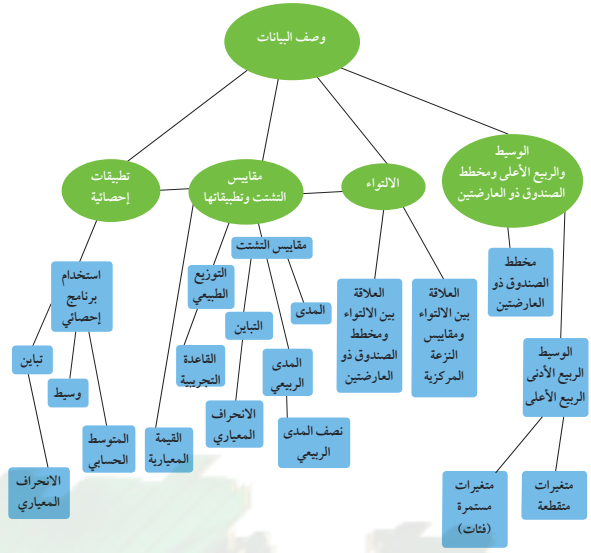 وصف البيانات
الوسيط
والربيع الأعلى ومخطط
الصندوق ذو العارضتين
الالتواء
مقاييس
التشتت وتطبيقاتها
تطبيقات
إحصائية
مخطط
الصندوق ذو
العارضتين
الوسيط
الربيع الأدنى
الربيع الأعلى
متغيرات
متقطعة
متغيرات
مستمرة
(فئات)
العلاقة
بين الالتواء
ومقاييس
النزعة
المركزية
العلاقة
بين الالتواء
ومخطط
الصندوق ذو
العارضتين
مقاييس التشتت
المدى
المدى
الربيعي
نصف المدى
الربيعي
التباين
الانحراف
المعياري
التوزيع
الطبيعي
القاعدة
التجريبية
القيمة
المعيارية
استخدام
برنامج
إحصائي
المتوسط
الحسابي
وسيط
تباين
الانحراف
المعياري